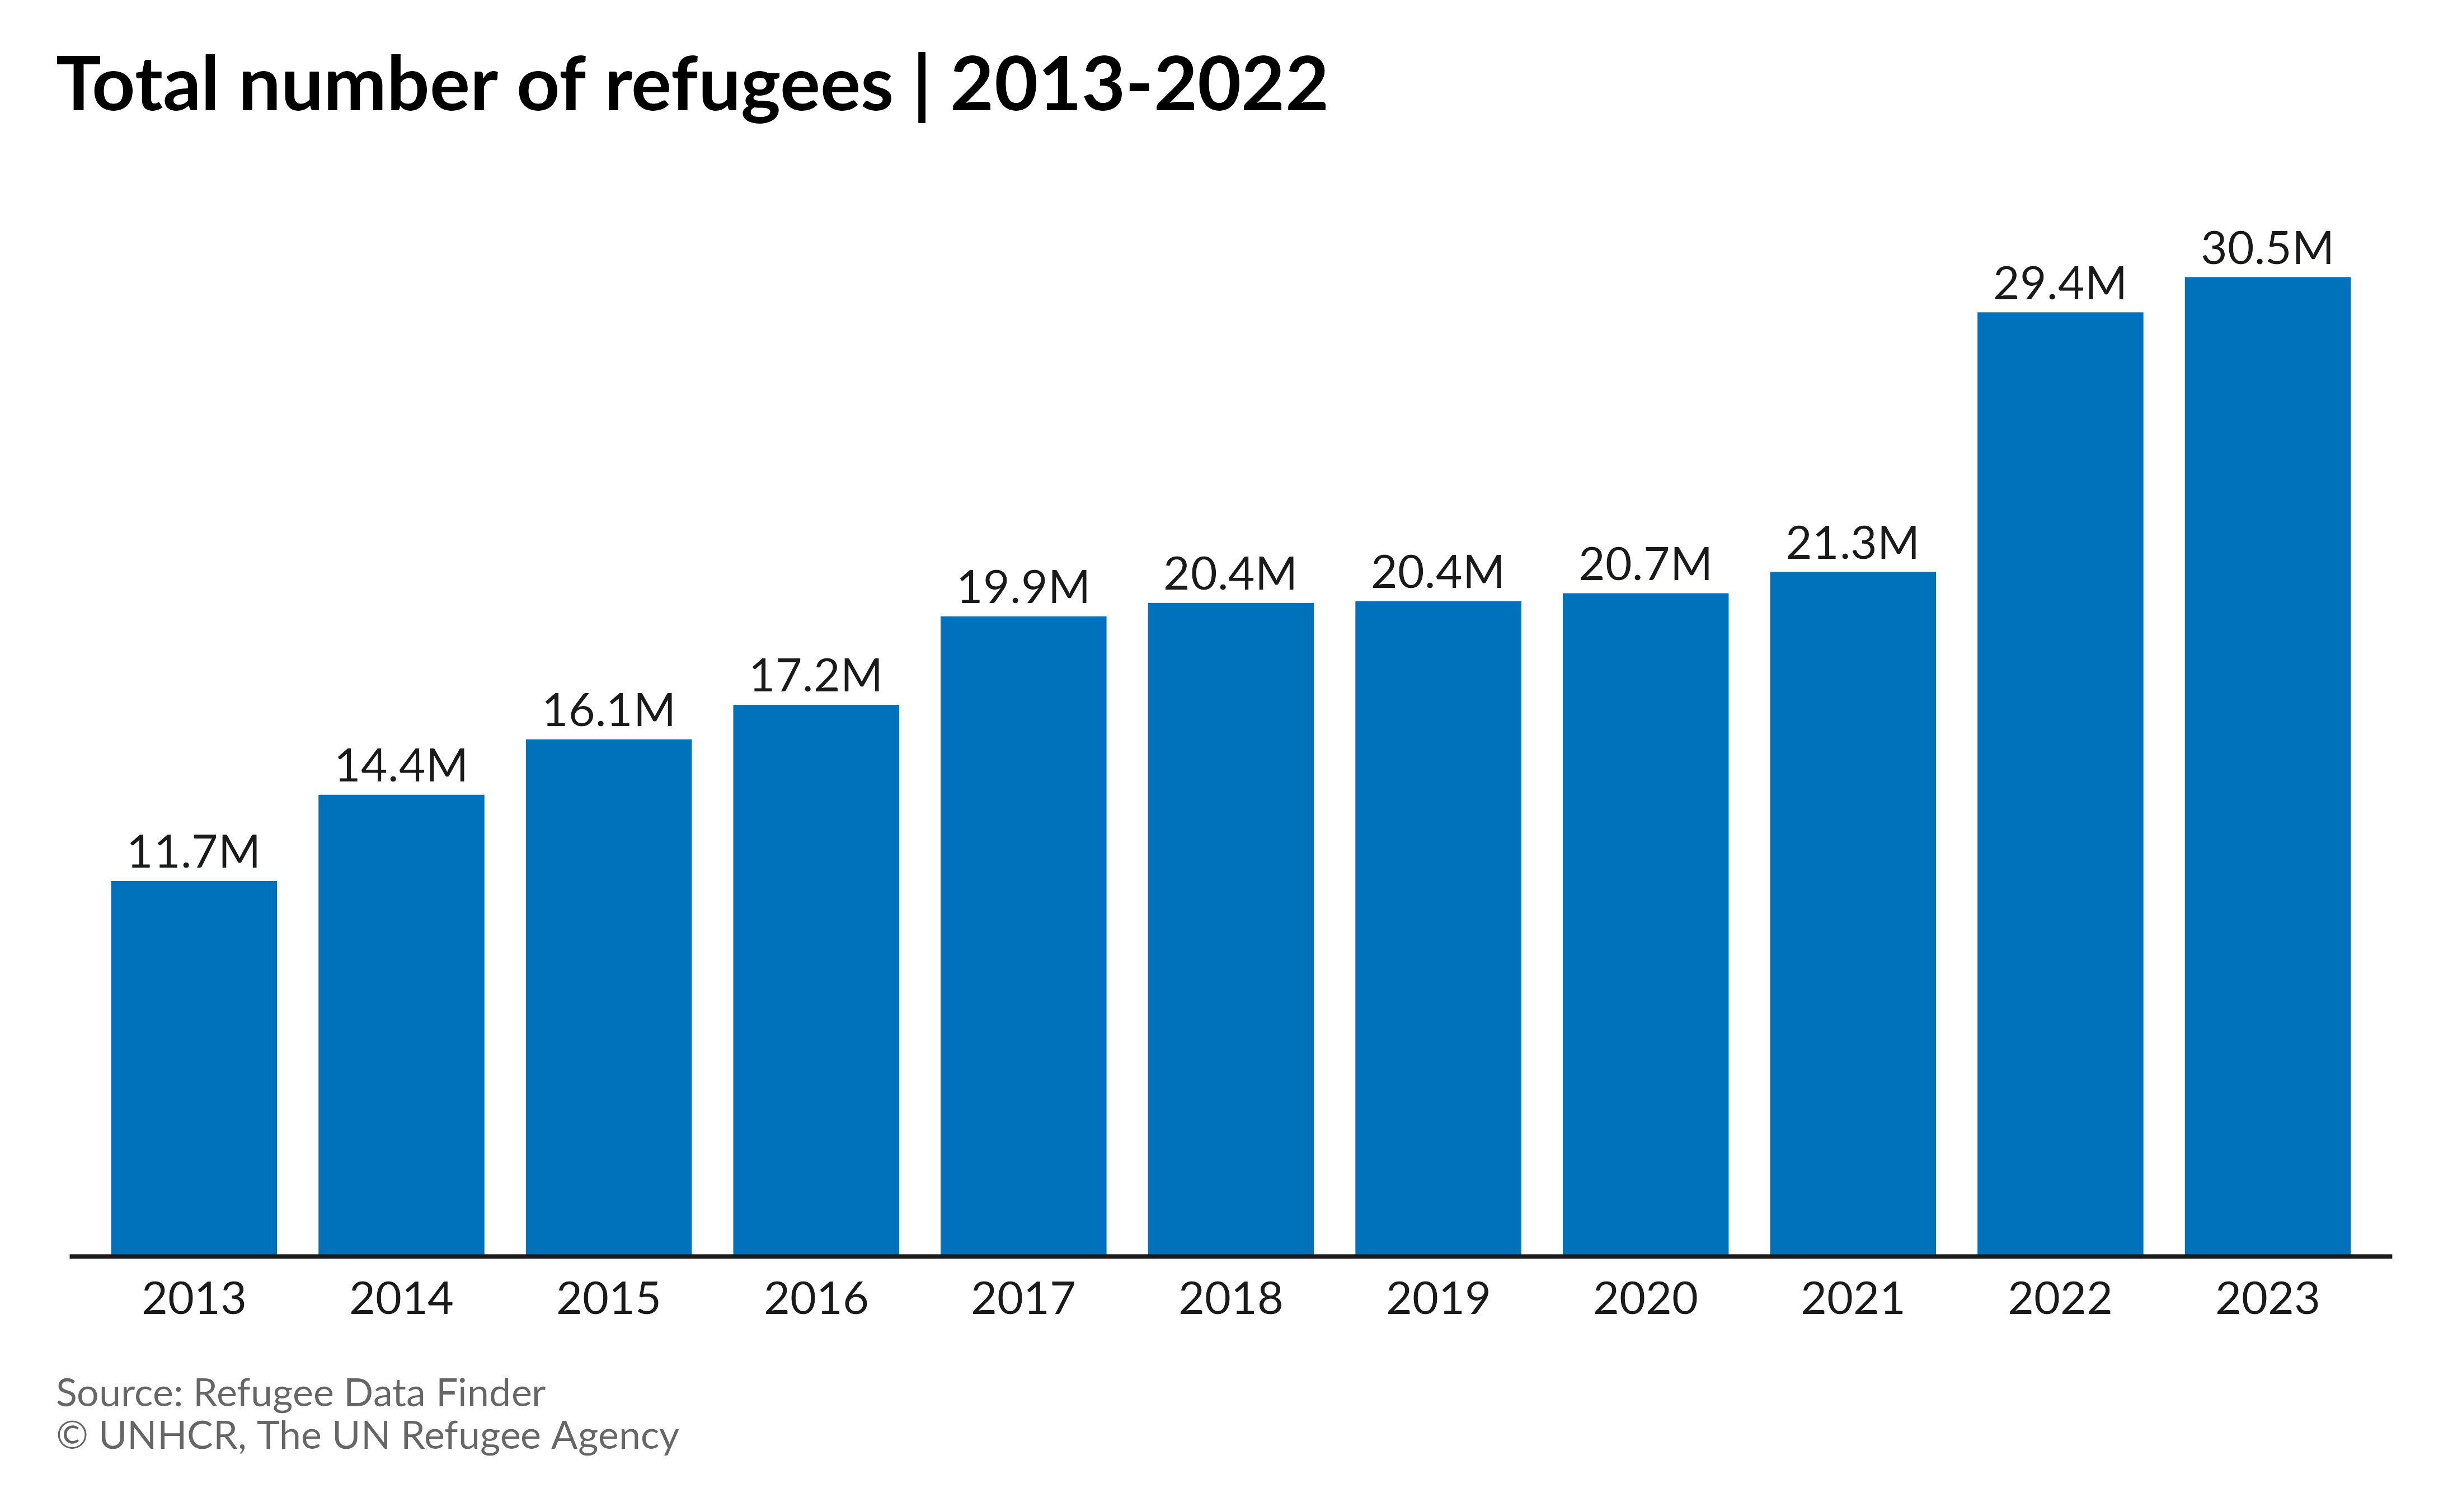 Total number of refugees | 2013-2022
11.7M
14.4M
16.1M
17.2M
19.9M
20.4M
20.4M
20.7M
21.3M
29.4M
30.5M
2013 2014 2015 2016 2017 2018 2019 2020 2021 2022 2023
Source: Refugee Data Finder
© UNHCR, The UN Refugee Agency